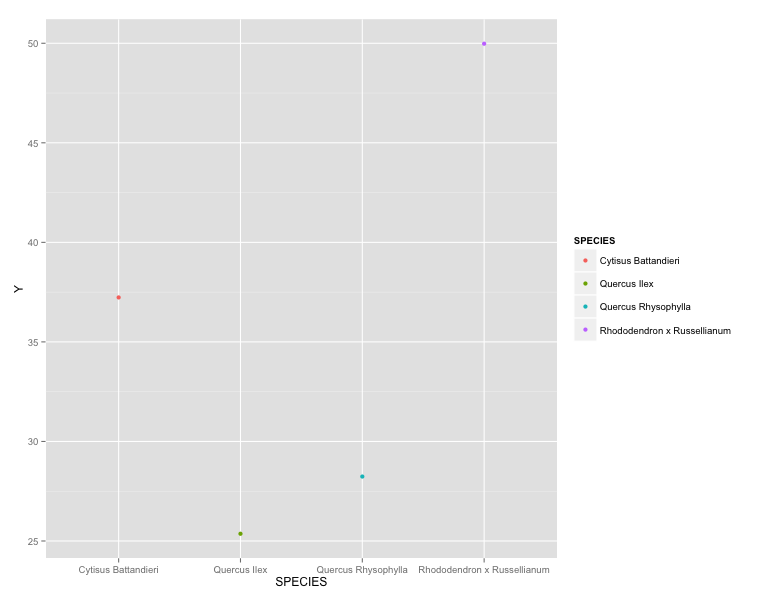 50
45
40
35
30
25
Y
Cytisus Battandieri
Quercus Ilex
Quercus Rhysophylla
Rhododendron x Russellianum
SPECIES
SPECIES
Cytisus Battandieri
Quercus Ilex
Quercus Rhysophylla
Rhododendron x Russellianum